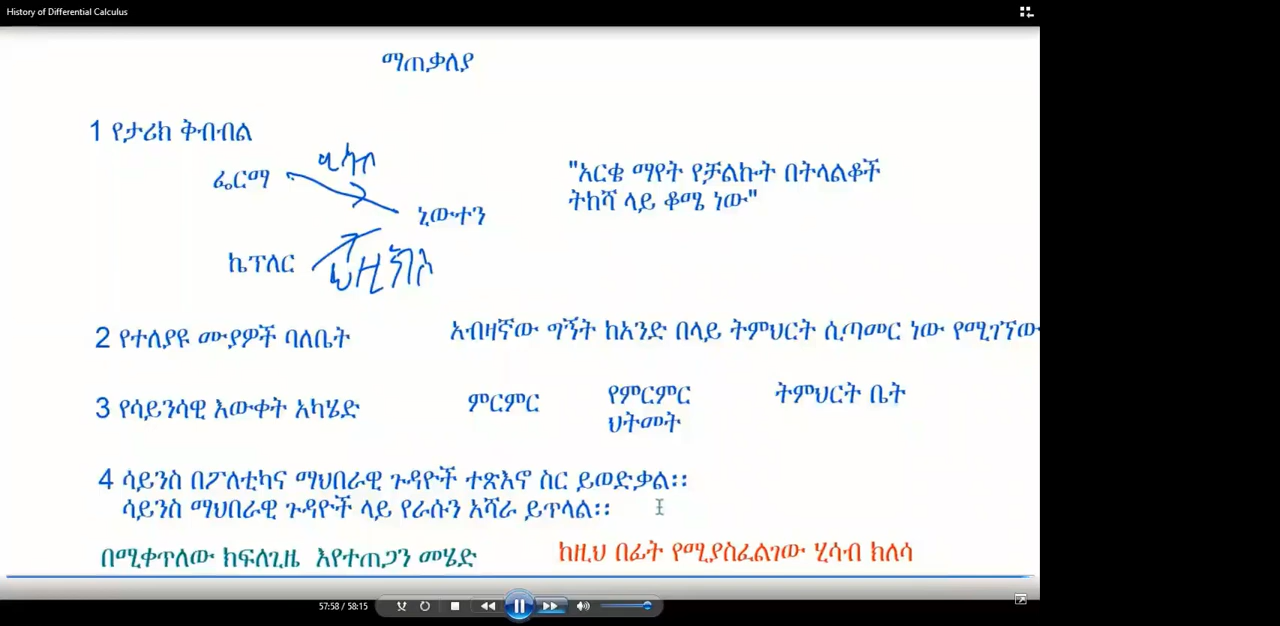 History of Differential Calculus
ማጠቃለያ
1 የታሪክ ቅብብል
ሂሳብ
ፌርማ
ኒውተን
ኬፕለር
ፊዚክስ
"አርቄ ማየት የቻልኩት በትላልቆች
ትከሻ ላይ ቆሜ ነው"
2 የተለያዩ ሙያዎች ባለቤት
አብዛኛው ግኝት ከአንድ በላይ ትምህርት ሲጣመር ነው የሚገኘው
3 የሳይንሳዊ እውቀት አካሄድ
ምርምር
የምርምር
ህትመት
ትምህርት ቤት
4 ሳይንስ በፖለቲካና ማህበራዊ ጉዳዮች ተጽእኖ ስር ይወድቃል፡፡
ሳይንስ ማህበራዊ ጉዳዮች ላይ የራሱን አሻራ ይጥላል፡፡
በሚቀጥለው ክፍለጊዜ እየተጠጋን መሄድ
ከዚህ በፊት የሚያስፈልገው ሂሳብ ክለሳ
57:58 / 58:15